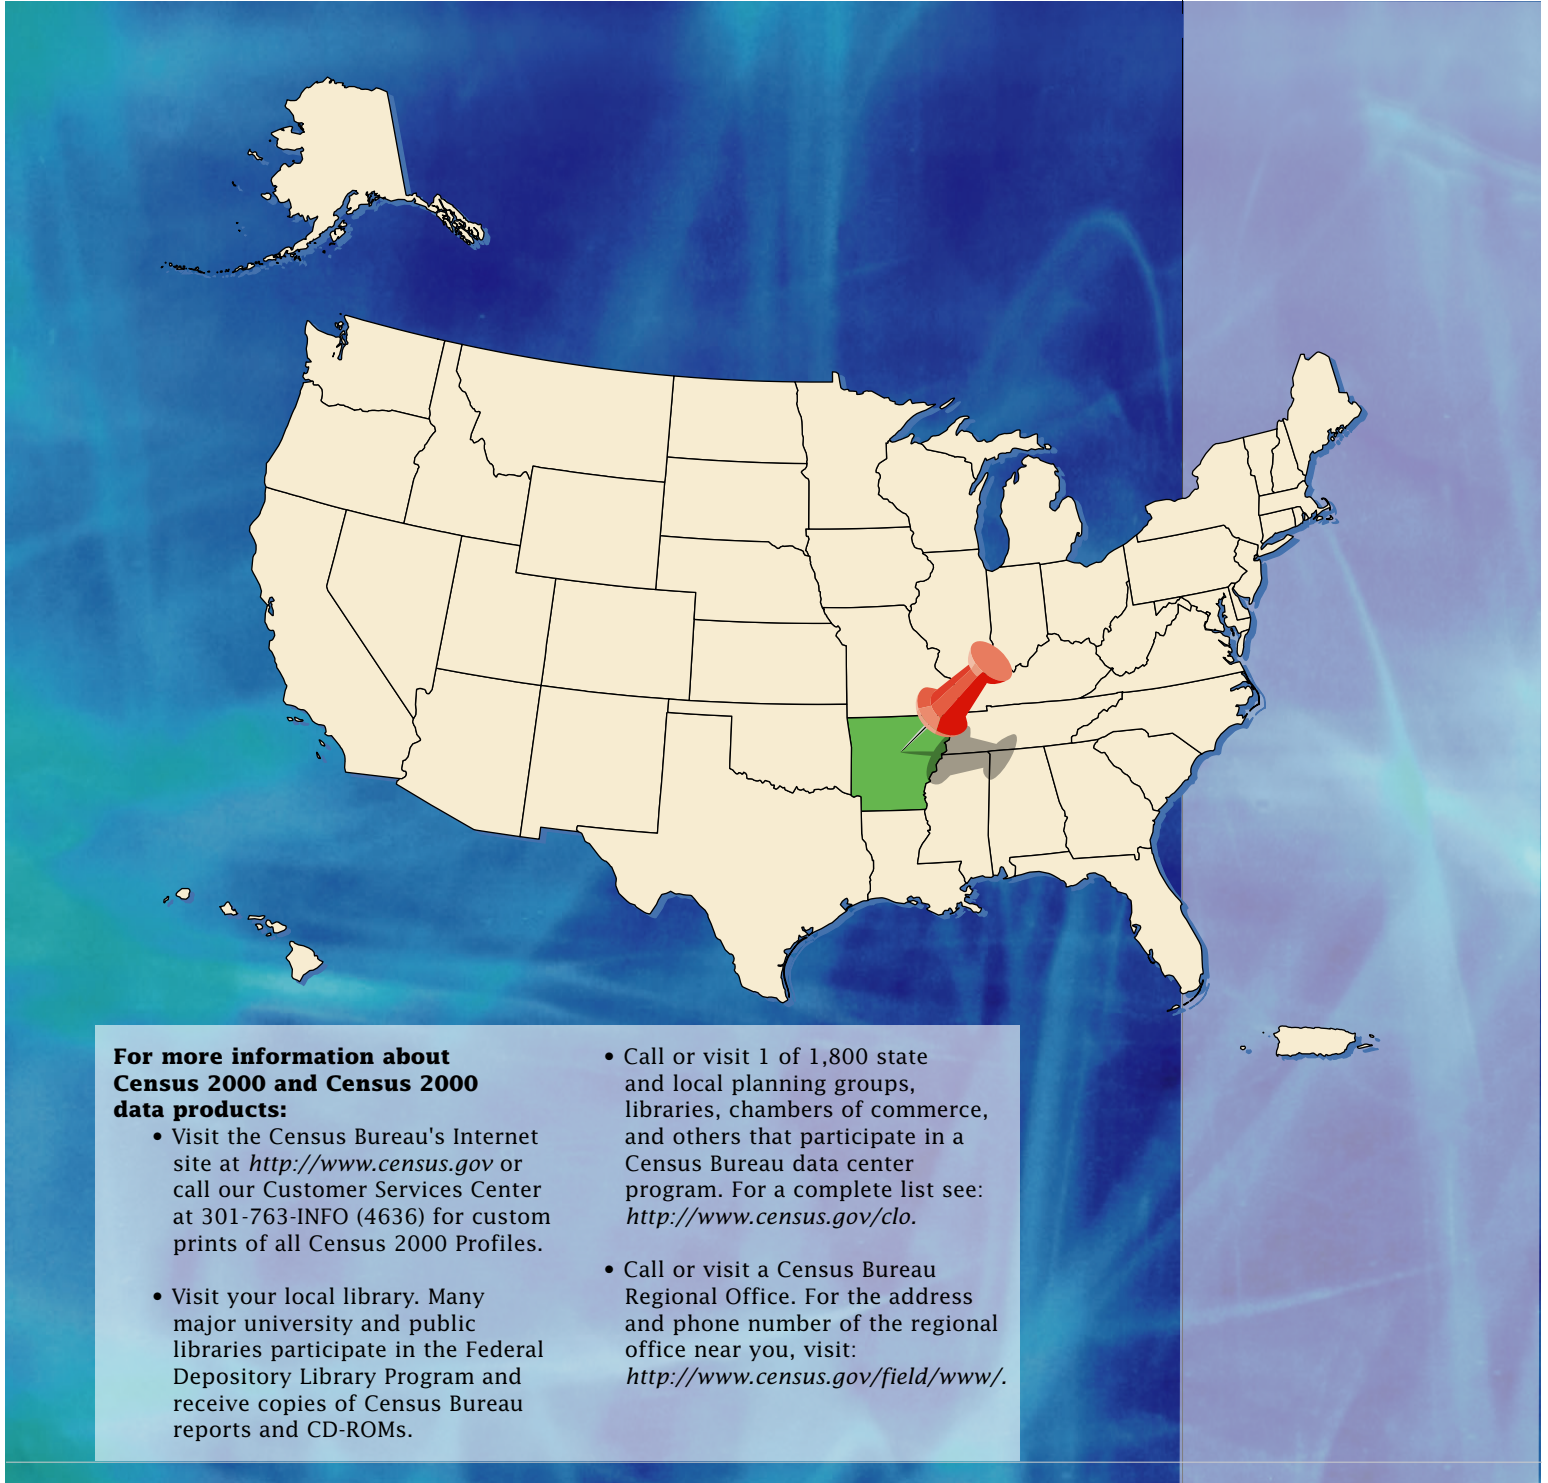 For more information about
Census 2000 and Census 2000
data products:
• Visit the Census Bureau's Internet
site at http://www.census.gov or
call our Customer Services Center
at 301-763-INFO (4636) for custom
prints of all Census 2000 Profiles.
• Visit your local library. Many
major university and public
libraries participate in the Federal
Depository Library Program and
receive copies of Census Bureau
reports and CD-ROMs.
• Call or visit 1 of 1,800 state
and local planning groups,
libraries, chambers of commerce,
and others that participate in a
Census Bureau data center
program. For a complete list see:
http://www.census.gov/clo.
• Call or visit a Census Bureau
Regional Office. For the address
and phone number of the regional
office near you, visit:
http://www.census.gov/field/www/.